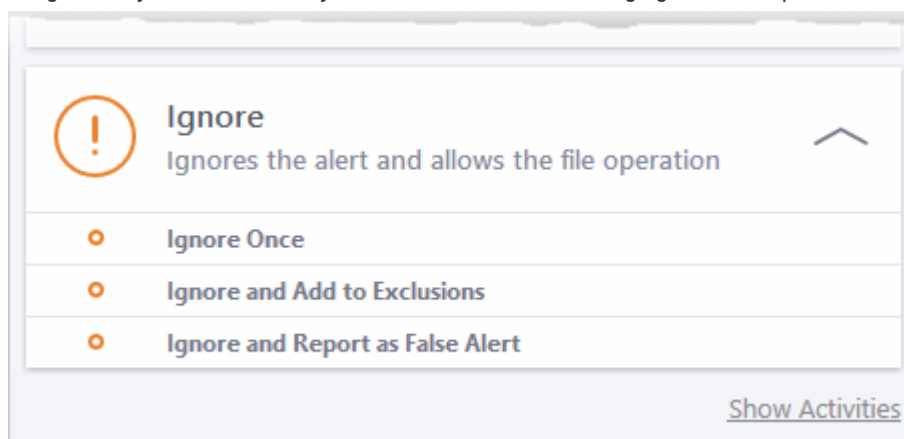 Ignore
Ignores the alert and allows the file operation
Ignore Once
Ignore and Add to Exclusions
Ignore and Report as False Alert
Show Activities